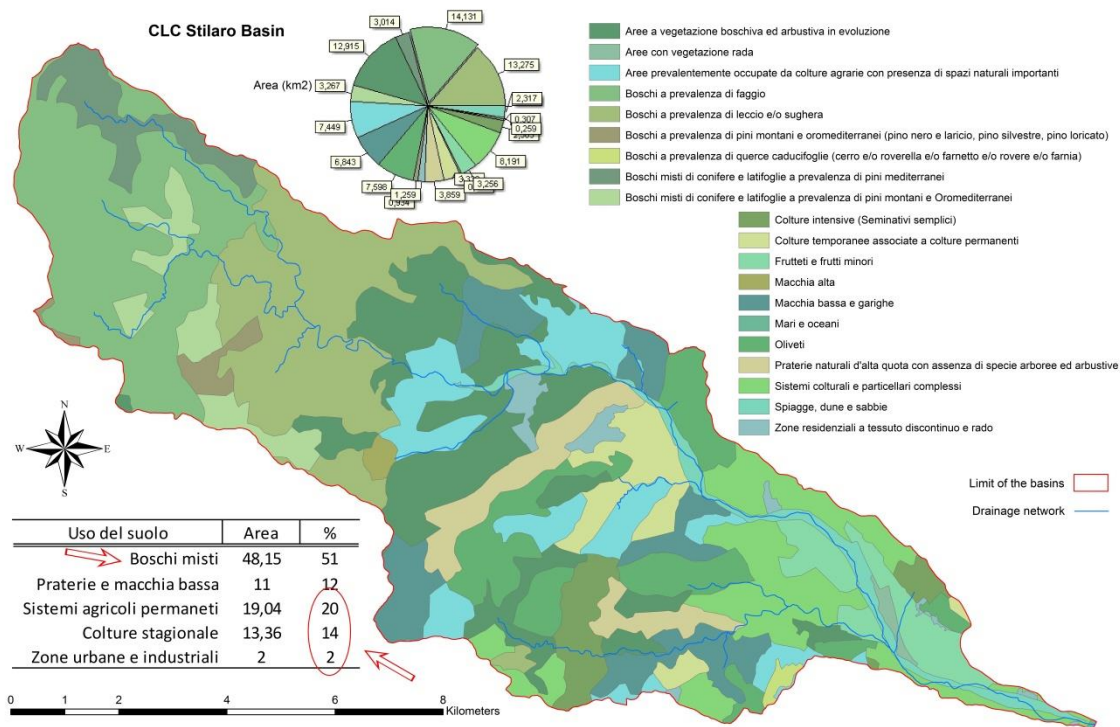 CLC Stilaro Basin
Area (km2)
14,131
13,275
2,317
0,307
0,259
8,191
3,256
3,859
1,259
0,934
7,598
6,843
7,449
3,267
12,915
3,014
Aree a vegetazione boschiva ed arbustiva in evoluzione
Aree con vegetazione rada
Aree prevalentemente occupate da colture agrarie con presenza di spazi naturali importanti
Boschi a prevalenza di faggio
Boschi a prevalenza di leccio e/o sughera
Boschi a prevalenza di pini montani e oromediterranei (pino nero e laricio, pino silvestre, pino loricato)
Boschi a prevalenza di querce caducifoglie (cerro e/o roverella e/o farnetto e/o rovere e/o farnia)
Boschi misti di conifere e latifoglie a prevalenza di pini mediterranei
Boschi misti di conifere e latifoglie a prevalenza di pini montani e Oromediterranei
Colture intensive (Seminativi semplici)
Colture temporanee associate a colture permanenti
Frutteti e frutti minori
Macchia alta
Macchia bassa e garighe
Mari e oceani
Oliveti
Praterie naturali d'alta quota con assenza di specie arboree ed arbustive
Sistemi colturali e particellari complessi
Spiagge, dune e sabbie
Zone residenziali a tessuto discontinuo e rado
Limit of the basins
Drainage network
N
W E
S
Uso del suolo Area %
Boschi misti 48,15 51
Praterie e macchia bassa 11 12
Sistemi agricoli permaneti 19,04 20
Colture stagionale 13,36 14
Zone urbane e industriali 2 2
0 1 2 4 6 8
Kilometers